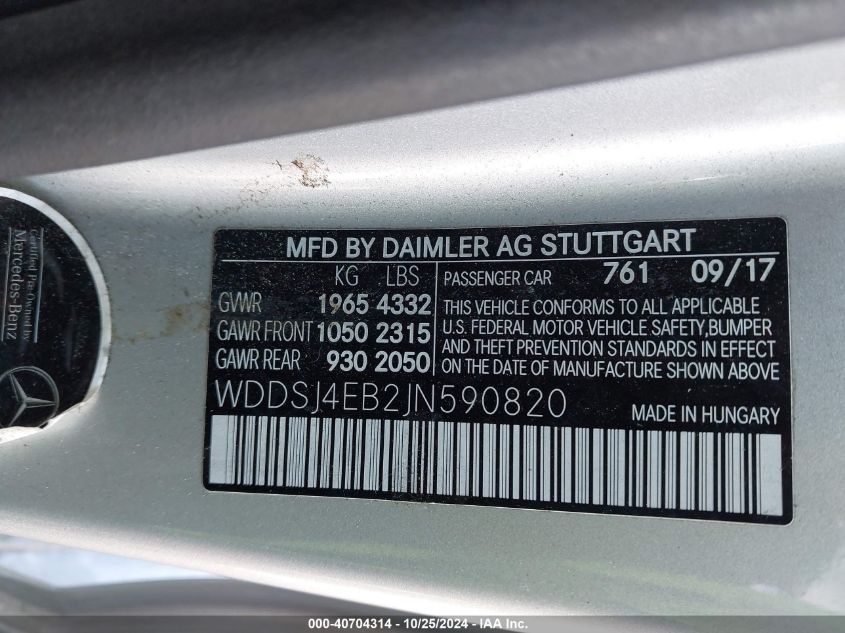 MFD BY DAIMLER AG STUTTGART
KG LBS
GVWR 1965 4332
GAWR FRONT 1050 2315
GAWR REAR 930 2050
PASSENGER CAR 761 09/17
THIS VEHICLE CONFORMS TO ALL APPLICABLE
U.S. FEDERAL MOTOR VEHICLE SAFETY,BUMPER
AND THEFT PREVENTION STANDARDS IN EFFECT
ON THE DATE OF MANUFACTURE SHOWN ABOVE.
WDDSJ4EB2JN590820
MADE IN HUNGARY
Certified Pre-Owned by
Mercedes-Benz
000-40704314 - 10/25/2024 - IAA Inc.